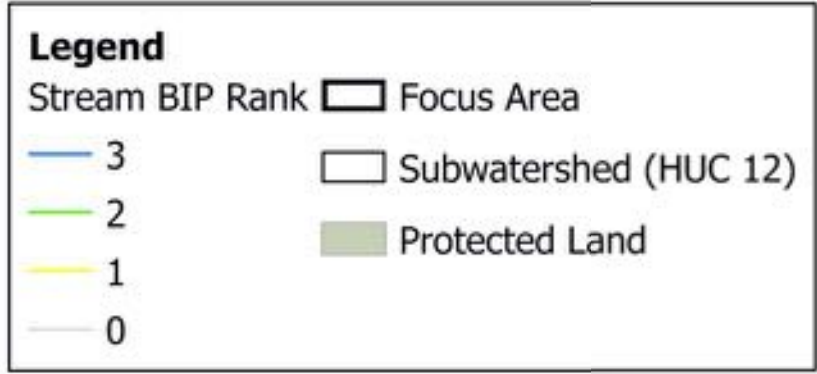 Legend
Stream BIP Rank
3
2
1
0
Focus Area
Subwatershed (HUC 12)
Protected Land